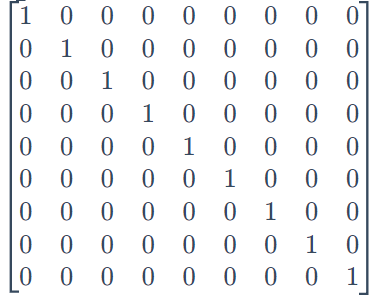 1 0 0 0 0 0 0 0 0
0 1 0 0 0 0 0 0 0
0 0 1 0 0 0 0 0 0
0 0 0 1 0 0 0 0 0
0 0 0 0 1 0 0 0 0
0 0 0 0 0 1 0 0 0
0 0 0 0 0 0 1 0 0
0 0 0 0 0 0 0 1 0
0 0 0 0 0 0 0 0 1